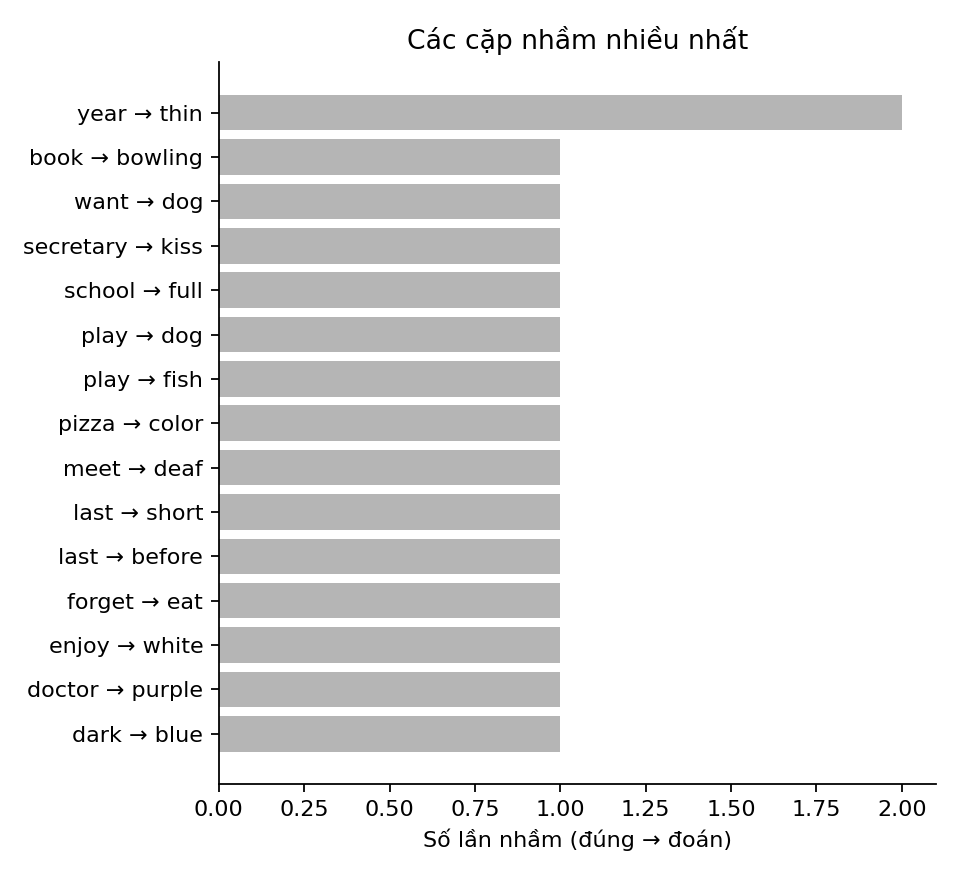 Các cặp nhầm nhiều nhất
year → thin
book → bowling
want → dog
secretary → kiss
school → full
play → dog
play → fish
pizza → color
meet → deaf
last → short
last → before
forget → eat
enjoy → white
doctor → purple
dark → blue
0.00 0.25 0.50 0.75 1.00 1.25 1.50 1.75 2.00
Số lần nhầm (đúng → đoán)